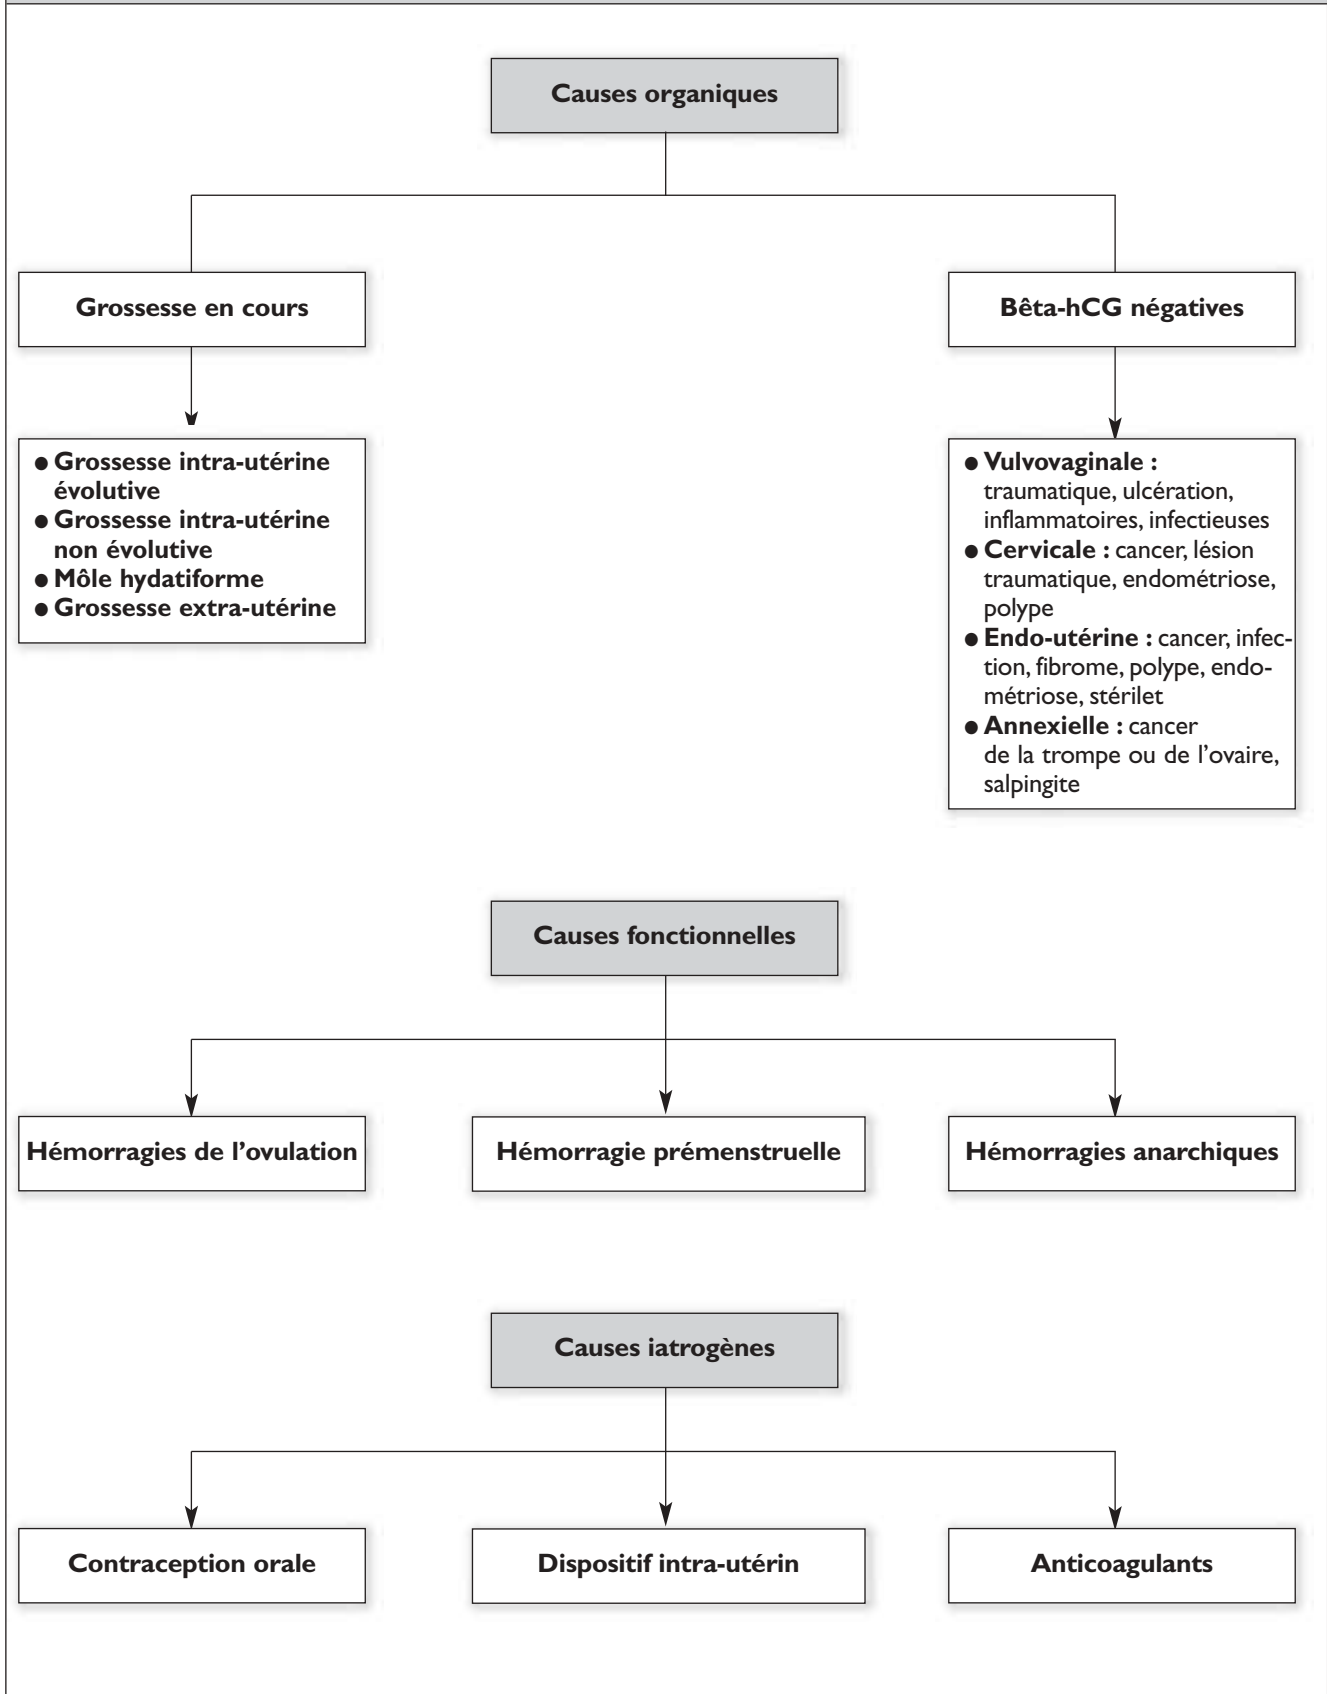 Causes organiques
Grossesse en cours
Bêta-hCG négatives
● Grossesse intra-utérine
évolutive
● Grossesse intra-utérine
non évolutive
● Môle hydatiforme
● Grossesse extra-utérine
● Vulvovaginale :
traumatique, ulcération,
inflammatoires, infectieuses
● Cervicale : cancer, lésion
traumatique, endométriose,
polype
● Endo-utérine : cancer, infec-
tion, fibrome, polype, endo-
métriose, stérilet
● Annexielle : cancer
de la trompe ou de l’ovaire,
salpingite
Causes fonctionnelles
Hémorragies de l’ovulation
Hémorragie prémenstruelle
Hémorragies anarchiques
Causes iatrogènes
Contraception orale
Dispositif intra-utérin
Anticoagulants